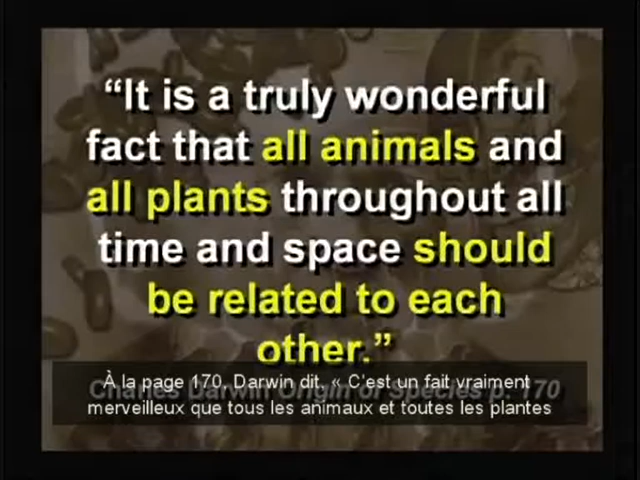 “It is a truly wonderful
fact that all animals and
all plants throughout all
time and space should
be related to each
other.”
Charles Darwin Origin of Species p. 170
À la page 170, Darwin dit, « C'est un fait vraiment
merveilleux que tous les animaux et toutes les plantes